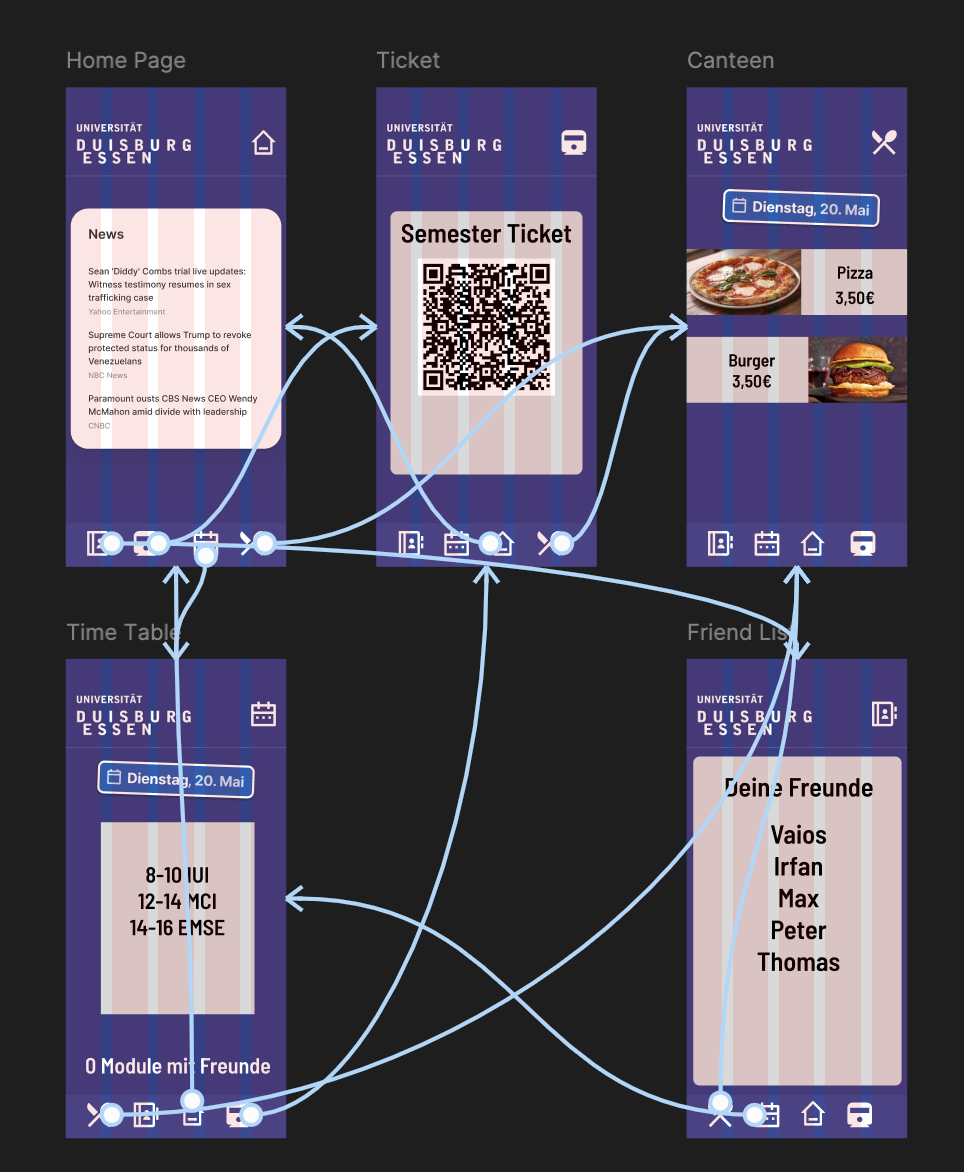 Home Page
UNIVERSITÄT
DUISBURG
ESSEN
News
Sean 'Diddy' Combs trial live updates:
Witness testimony resumes in sex
trafficking case
Yahoo Entertainment
Supreme Court allows Trump to revoke
protected status for thousands of
Venezuelans
NBC News
Paramount ousts CBS News CEO Wendy
McMahon amid divide with leadership
CNBC
Ticket
UNIVERSITÄT
DUISBURG
ESSEN
Semester Ticket
Canteen
UNIVERSITÄT
DUISBURG
ESSEN
Dienstag, 20. Mai
Pizza
3,50€
Burger
3,50€
Time Table
UNIVERSITÄT
DUISBURG
ESSEN
Dienstag, 20. Mai
8-10 IUI
12-14 MCI
14-16 EMSE
0 Module mit Freunde
Friend List
UNIVERSITÄT
DUISBURG
ESSEN
Deine Freunde
Vaios
Irfan
Max
Peter
Thomas